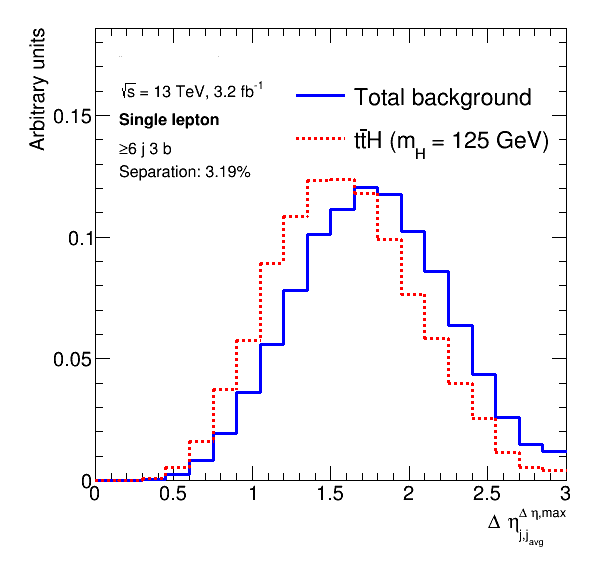 Arbitrary units
√s = 13 TeV, 3.2 fb⁻¹
Single lepton
≥6 j 3 b
Separation: 3.19%
Total background
tt̄H (m_H = 125 GeV)
0.15
0.1
0.05
0
0 0.5 1 1.5 2 2.5 3
Δ η_{j,j_avg}^{Δ η,max}